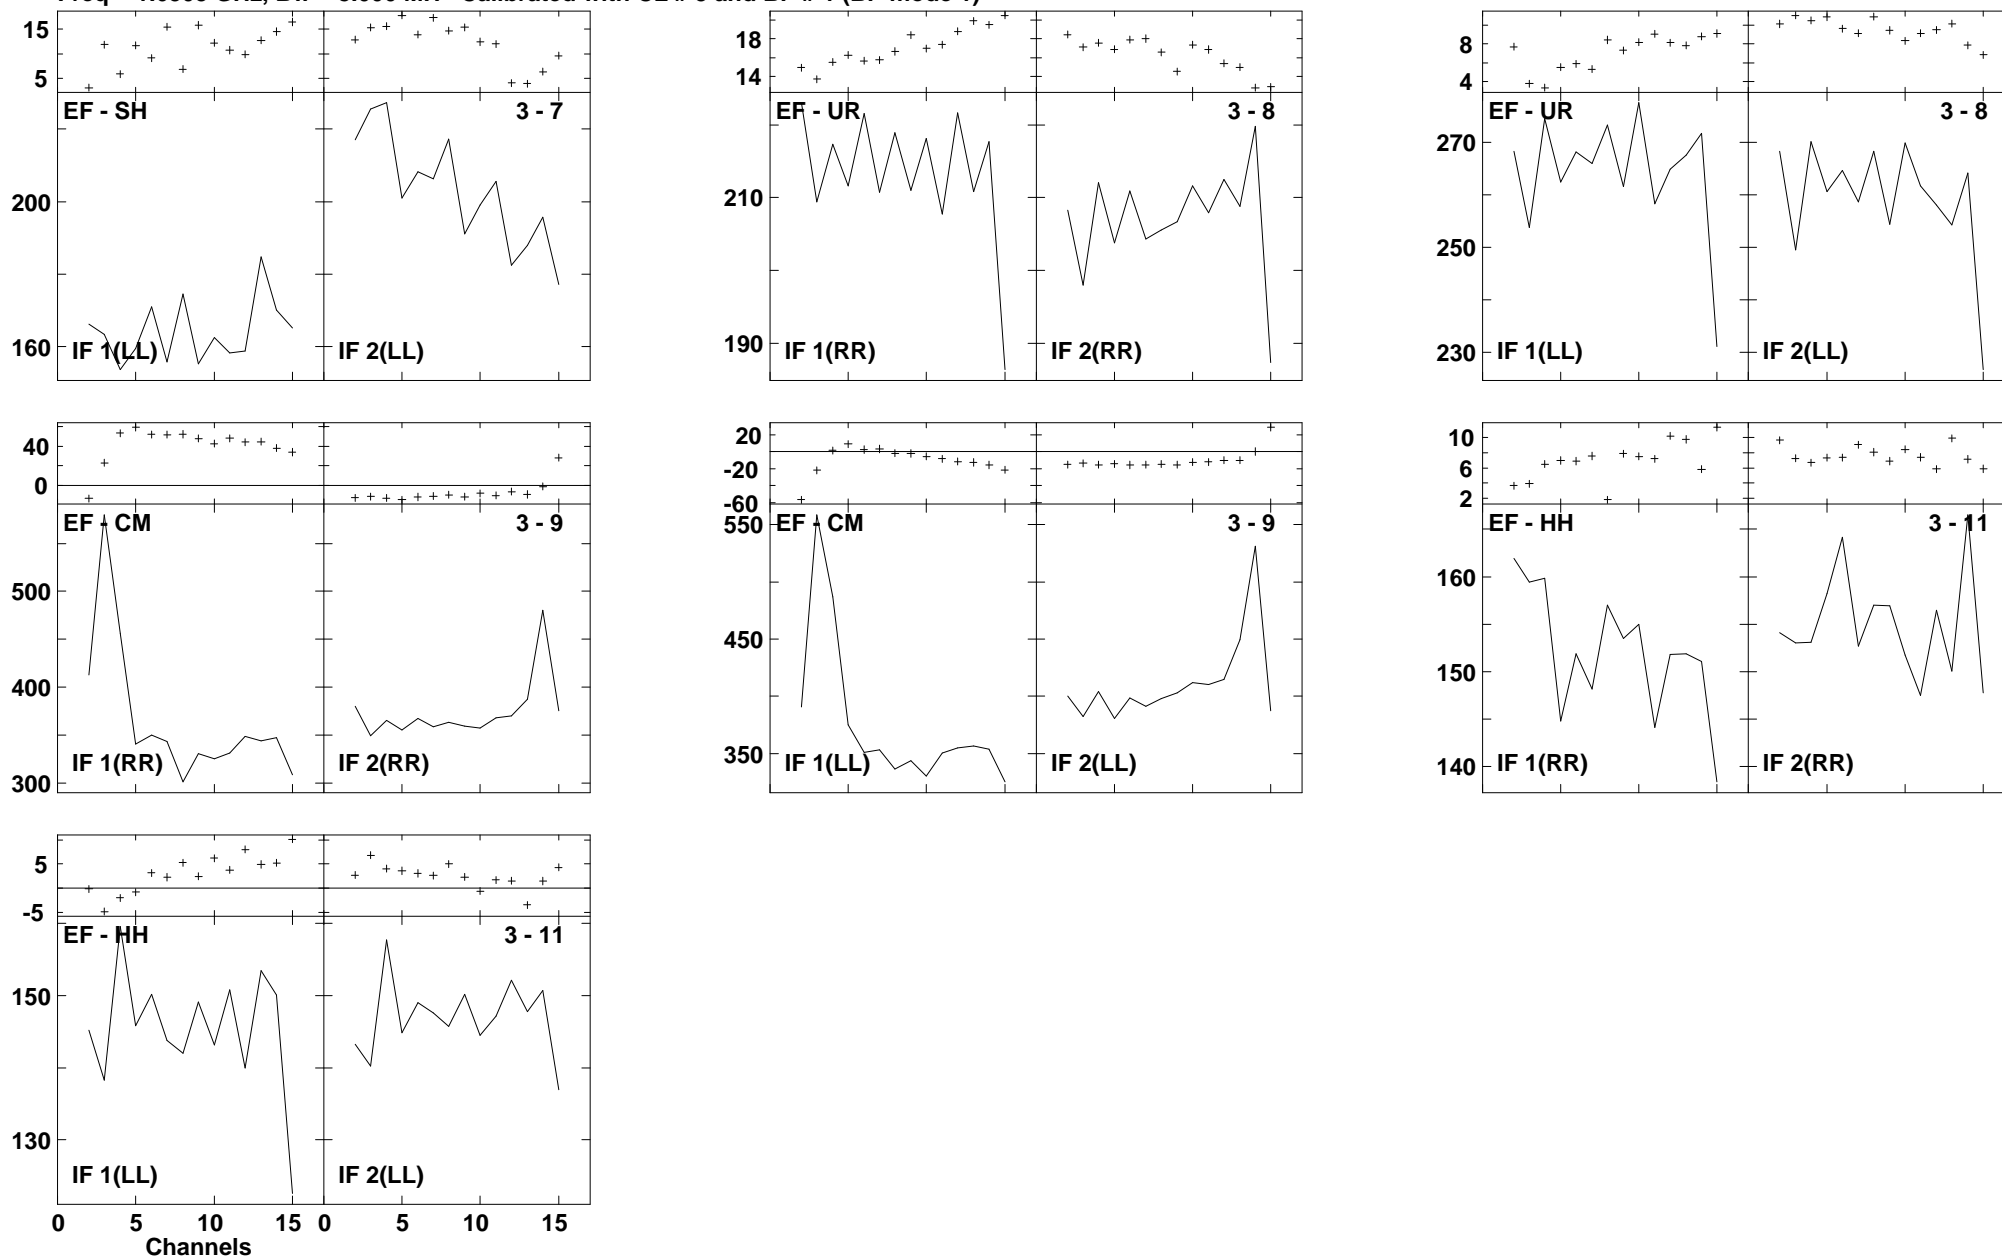 15
5
EF - SH 3 - 7
200
160
IF 1(LL) IF 2(LL)
18
14
EF - UR 3 - 8
210
190
IF 1(RR) IF 2(RR)
8
4
EF - UR 3 - 8
270
250
230
IF 1(LL) IF 2(LL)
40
0
EF - CM 3 - 9
500
400
300
IF 1(RR) IF 2(RR)
20
-20
-60
EF - CM 3 - 9
550
450
350
IF 1(LL) IF 2(LL)
10
6
2
EF - HH 3 - 11
160
150
140
IF 1(RR) IF 2(RR)
5
-5
EF - HH 3 - 11
150
130
IF 1(LL) IF 2(LL)
0 5 10 15 0 5 10 15
Channels